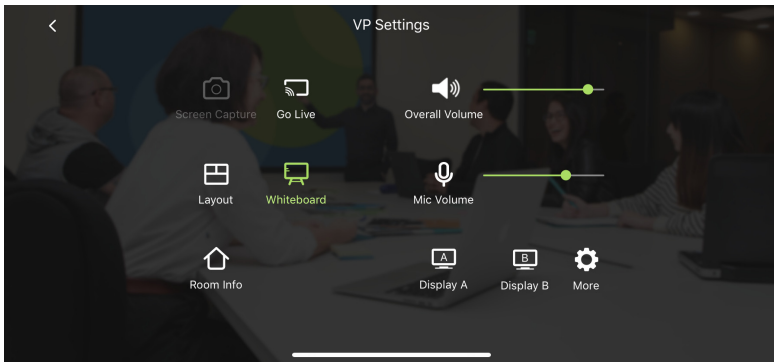 VP Settings
Screen Capture
Go Live
Overall Volume
Layout
Whiteboard
Mic Volume
Room Info
A
Display A
B
Display B
More